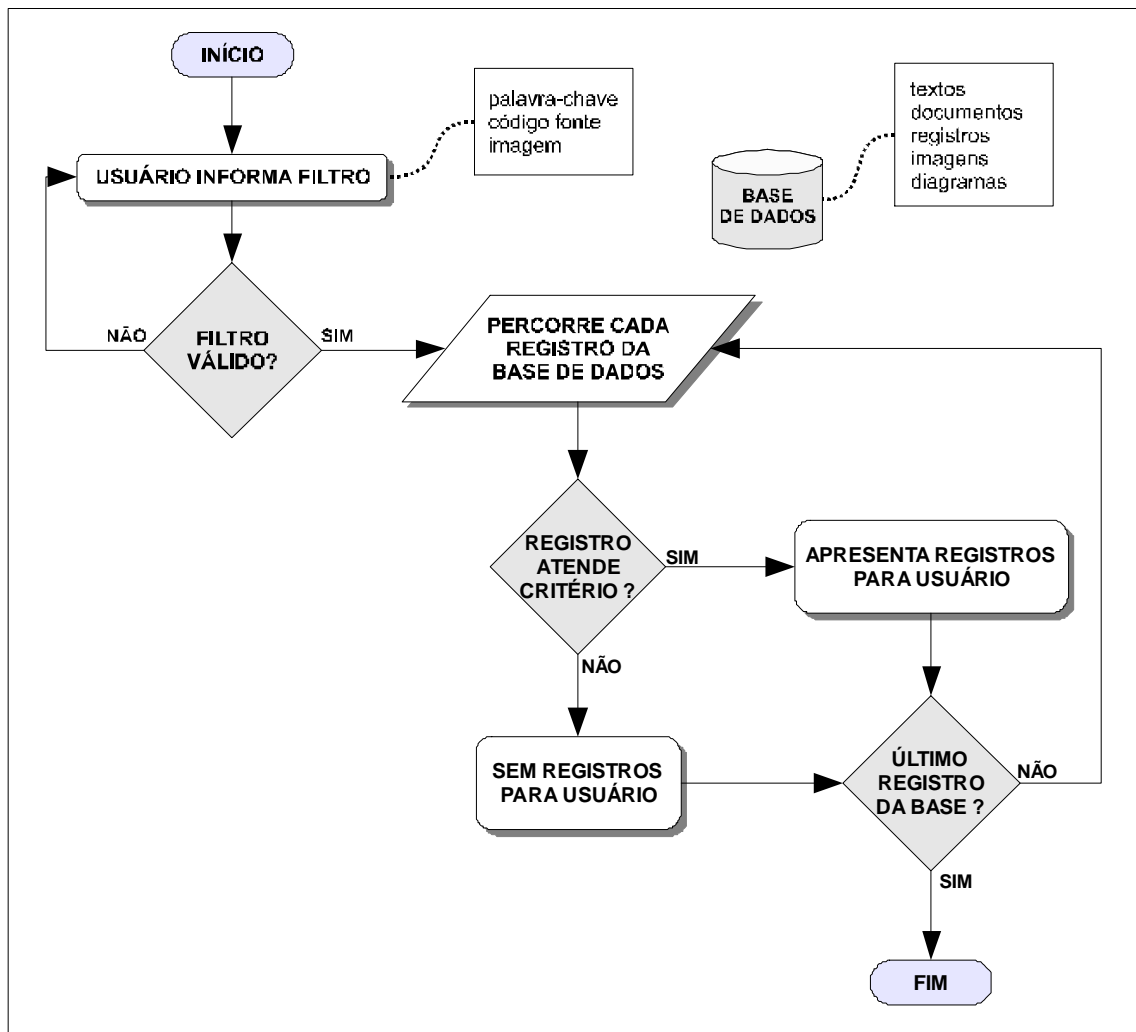 INÍCIO
palavra-chave
código fonte
imagem
textos
documentos
registros
imagens
diagramas
USUÁRIO INFORMA FILTRO
BASE
DE DADOS
NÃO
FILTRO
VÁLIDO?
SIM
PERCORRE CADA
REGISTRO DA
BASE DE DADOS
REGISTRO
ATENDE
CRITÉRIO ?
SIM
APRESENTA REGISTROS
PARA USUÁRIO
NÃO
SEM REGISTROS
PARA USUÁRIO
ÚLTIMO
REGISTRO
DA BASE ?
NÃO
SIM
FIM